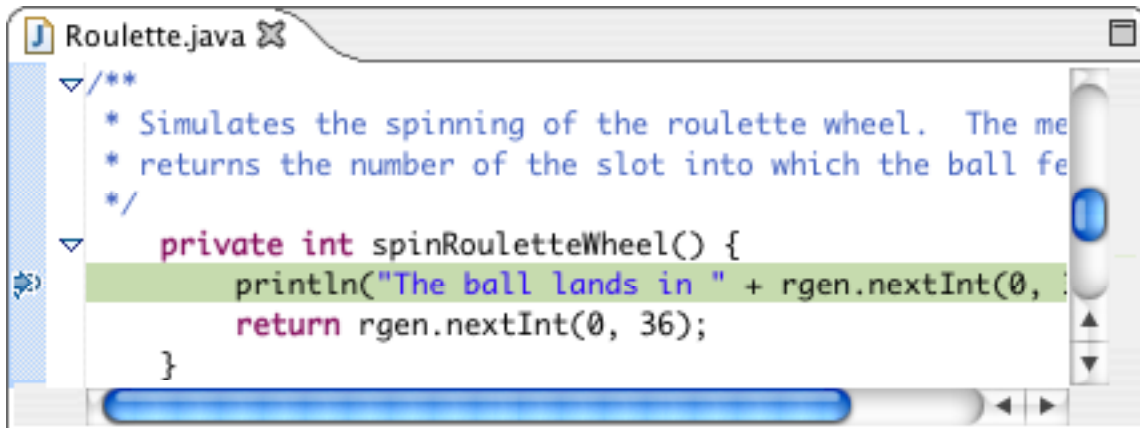 Roulette.java
/**
* Simulates the spinning of the roulette wheel.  The me
* returns the number of the slot into which the ball fe
*/
private int spinRouletteWheel() {
println("The ball lands in " + rgen.nextInt(0,
return rgen.nextInt(0, 36);
}